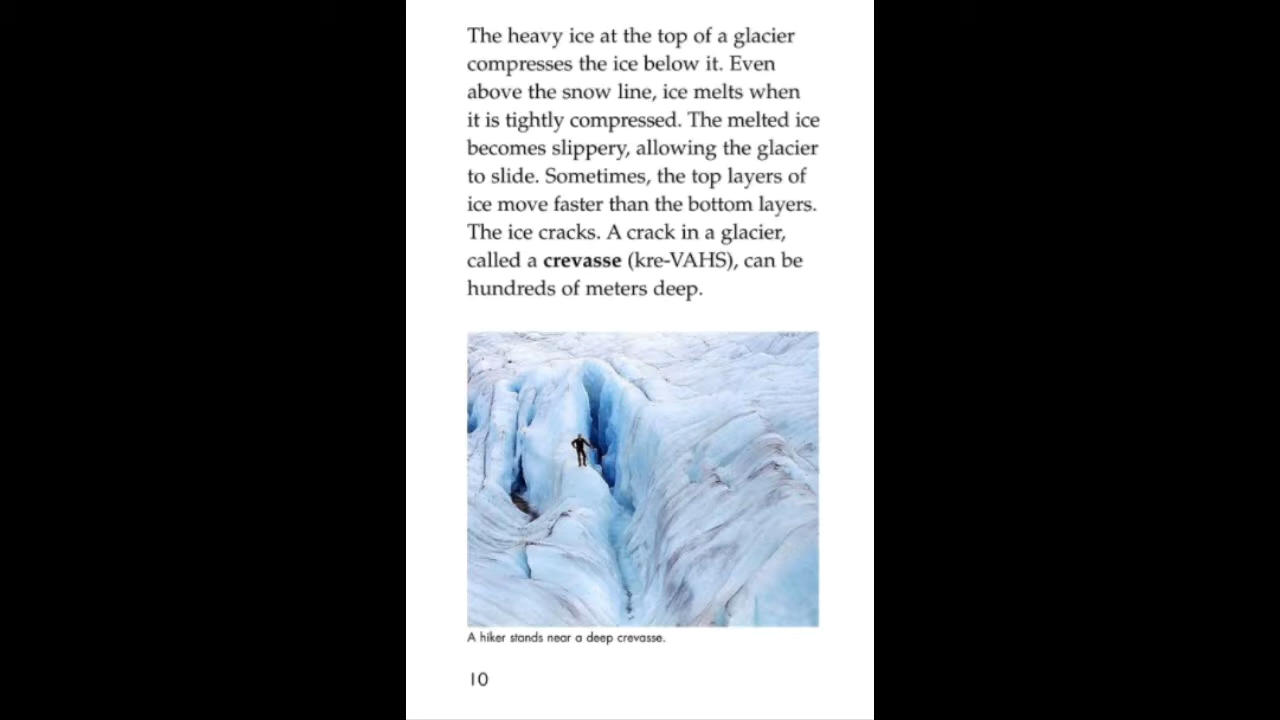 The heavy ice at the top of a glacier
compresses the ice below it. Even
above the snow line, ice melts when
it is tightly compressed. The melted ice
becomes slippery, allowing the glacier
to slide. Sometimes, the top layers of
ice move faster than the bottom layers.
The ice cracks. A crack in a glacier,
called a crevasse (kre-VAHS), can be
hundreds of meters deep.
A hiker stands near a deep crevasse.
10